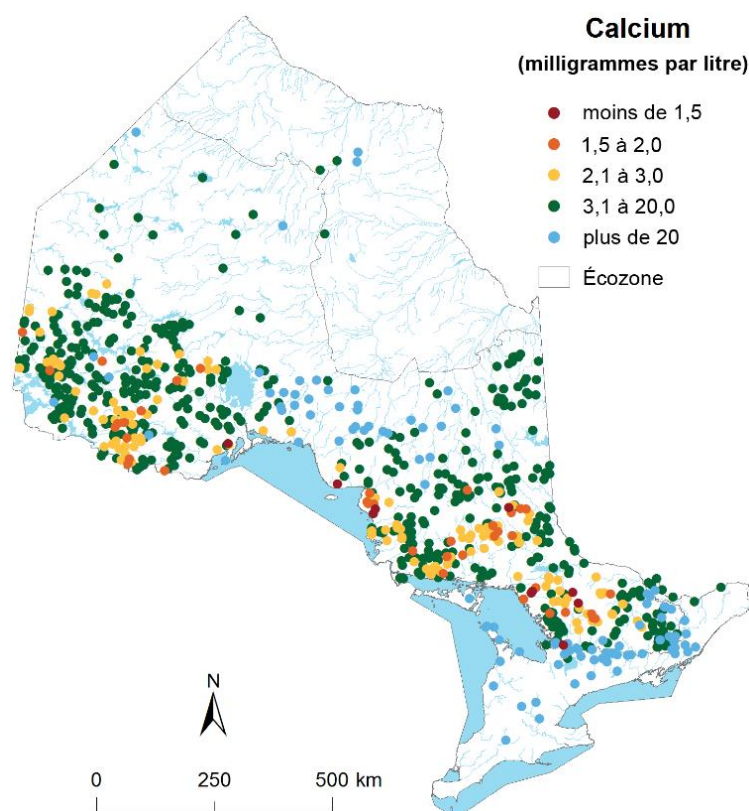 Calcium
(milligrammes par litre)
moins de 1,5
1,5 à 2,0
2,1 à 3,0
3,1 à 20,0
plus de 20
Écozone
N
0 250 500 km